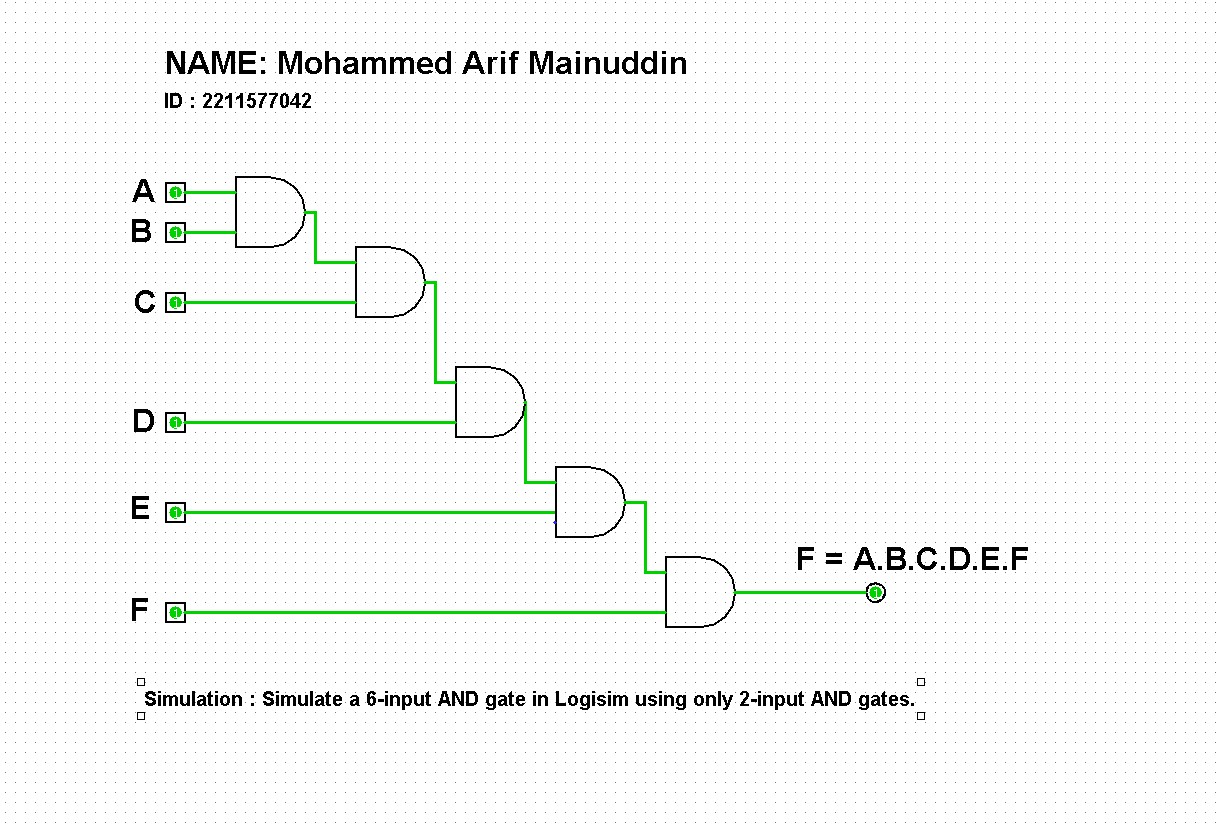 NAME: Mohammed Arif Mainuddin
ID : 2211577042
A 1
B 1
C 1
D 1
E 1
F = A.B.C.D.E.F
1
F 1
Simulation : Simulate a 6-input AND gate in Logisim using only 2-input AND gates.